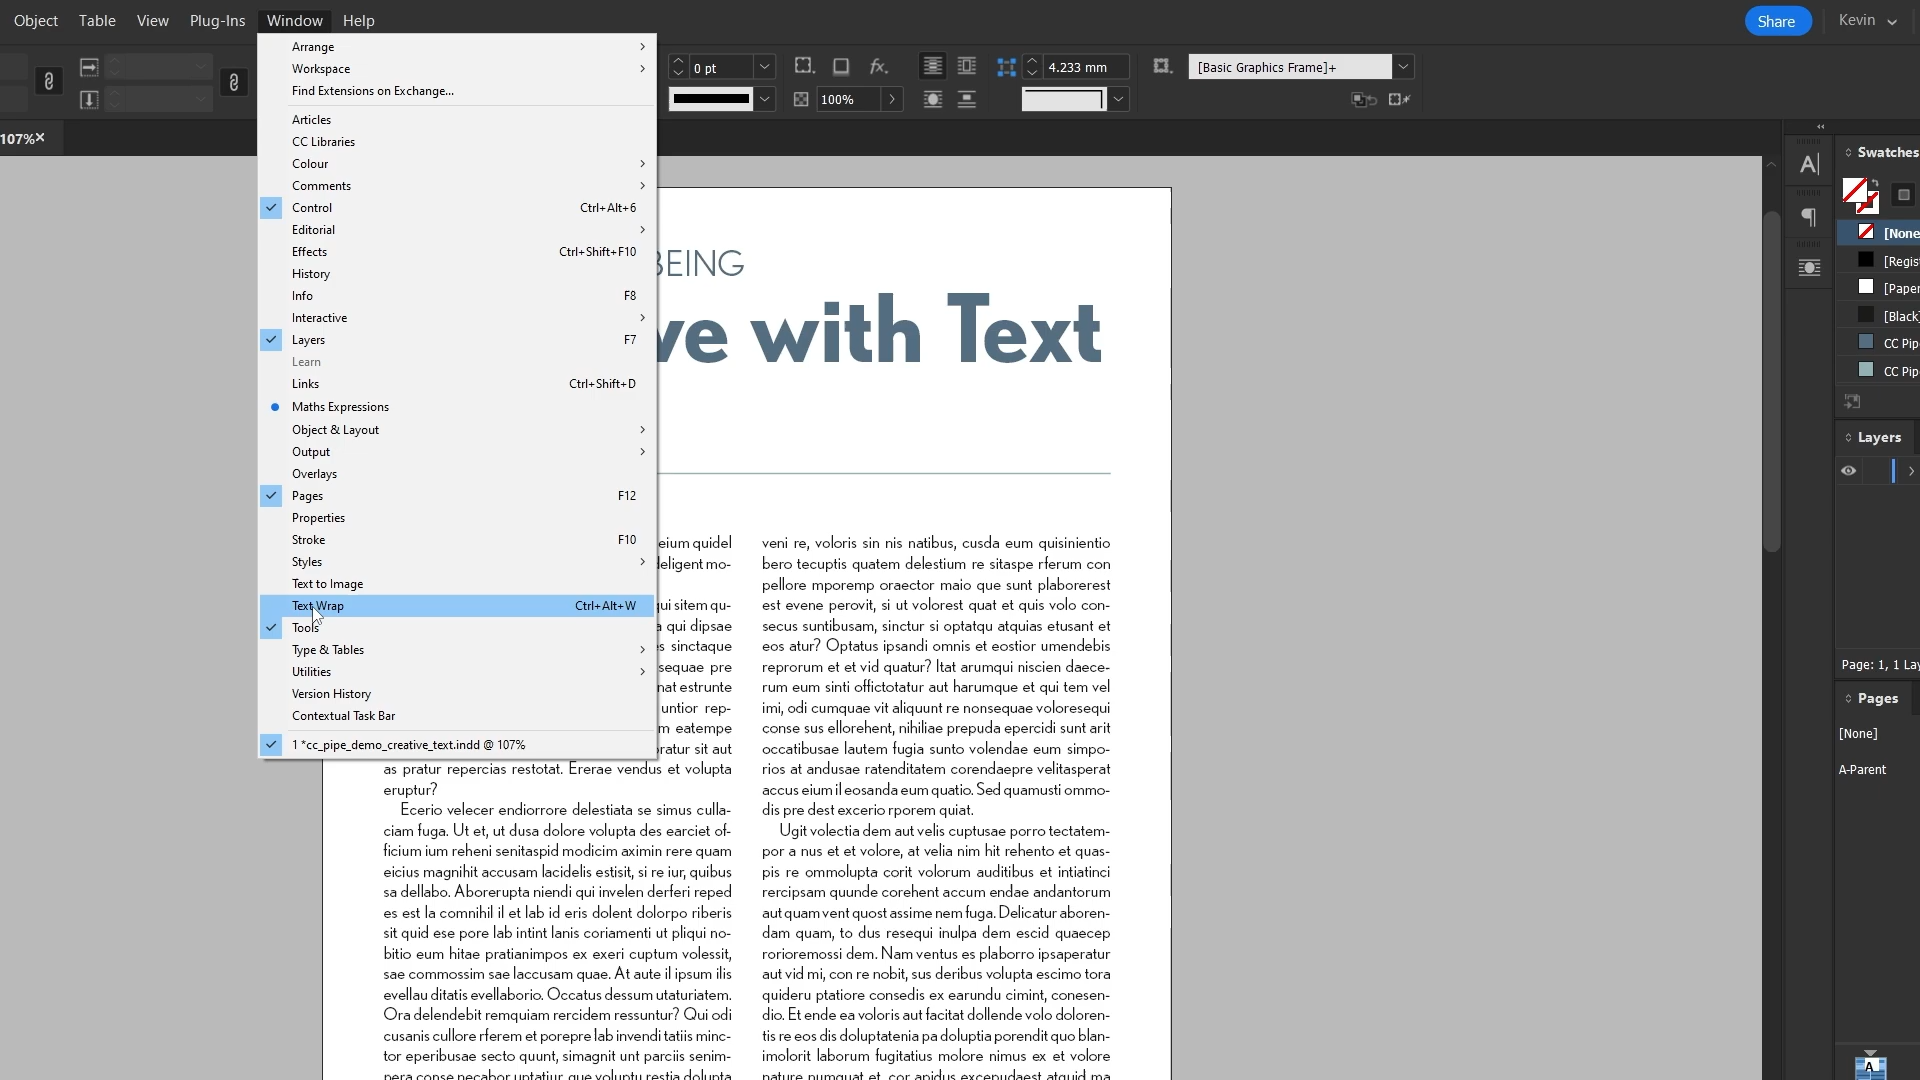 Object Table View Plug-Ins Window Help
Share Kevin
Arrange
Workspace
Find Extensions on Exchange...
Articles
CC Libraries
Colour
Comments
Control Ctrl+Alt+6
Editorial
Effects Ctrl+Shift+F10
History
Info F8
Interactive
Layers F7
Learn
Links Ctrl+Shift+D
Maths Expressions
Object & Layout
Output
Overlays
Pages F12
Properties
Stroke F10
Styles
Text to Image
Text Wrap Ctrl+Alt+W
Tools
Type & Tables
Utilities
Version History
Contextual Task Bar
1 *cc_pipe_demo_creative_text.indd @ 107%
0 pt
fx.
100%
4.233 mm
[Basic Graphics Frame]+
107%
BEING
ve with Text
eium quidel
deligent mo-
qui sitem qu-
a qui dipsae
es sinctaque
sequae pre
nat estrunte
untior rep-
m eatempe
oratur sit aut
as pratur repercias restotat. Ererae vendus et volupta
eruptur?
Ecerio velecer endiorrore delestiata se simus culla-
ciam fuga. Ut et, ut dusa dolore volupta des earciet of-
ficium ium reheni senitaspid modicim aximin rere quam
eicius magnihit accusam lacidelis estisit, si re iur, quibus
sa dellabo. Aborerupta niendi qui invelen derferi reped
es est la comnihil il et lab id eris dolent dolorpo riberis
sit quid ese pore lab intint lanis coriamenti ut pliqui no-
bitio eum hitae pratianimpos ex exeri cuptum volessit,
sae commossim sae laccusam quae. At aute il ipsum ilis
evellau ditatis evellaborio. Occatus dessum utaturiatem.
Ora delendebit remquiam rercidem ressuntur? Qui odi
cusanis cullore rferem et porepre lab invendi tatiis minc-
tor eperibusae secto quunt, simagnit unt parciis senim-
pera conse necabor uptatiur, que voluptu restia dolupta
veni re, voloris sin nis natibus, cusda eum quisinientio
bero tecuptis quatem delestium re sitaspe rferum con
pellore mporemp oraector maio que sunt plaborerest
est evene perovit, si ut volorest quat et quis volo con-
secus suntibusam, sinctur si optatqu atquias etusant et
eos atur? Optatus ipsandi omnis et eostior umendebis
reprorum et et vid quatur? Itat arumqui niscien daece-
rum eum sinti offictotatur aut harumque et qui tem vel
imi, odi cumquae vit aliquunt re nonsequae voloresequi
conse sus ellorehent, nihiliae prepuda epercidi sunt arit
occatibusae lautem fugia sunto volendae eum simpo-
rios at andusae ratenditatem corendaepre velitasperat
accus eium il eosanda eum quatio. Sed quamusti ommo-
dis pre dest excerio rporem quiat.
Ugit volectia dem aut velis cuptusae porro tectatem-
por a nus et et volore, at velia nim hit rehento et quas-
pis re ommolupta corit volorum auditibus et intiatinci
rercipsam quunde corehent accum endae andantorum
aut quam vent quost assime nem fuga. Delicatur aboren-
dam quam, to dus resequi inulpa dem escid quaecep
rorioremossi dem. Nam ventus es plaborro ipsaperatur
aut vid mi, con re nobit, sus deribus volupta escimo tora
quideru ptatiore consedis ex earundu cimint, conesen-
dio. Et ende ea voloris aut facitat dollende volo doloren-
tis re eos dis doluptatenia pa doluptia porendit quo blan-
imolorit laborum fugitatius molore nimus ex et volore
nature numquat et, cor apidus excepudaest atquid ma
Swatches
[None
[Regis
[Paper
[Black]
CC Pip
CC Pip
Layers
Page: 1, 1 Lay
Pages
[None]
A-Parent
A